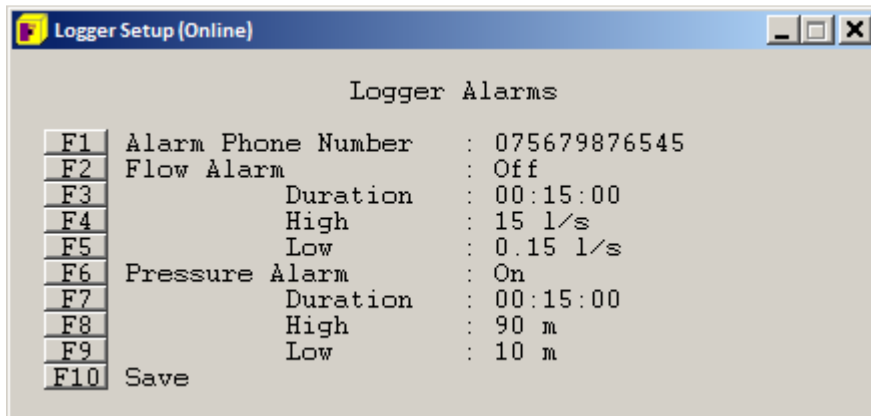 Logger Setup (Online)
Logger Alarms
F1 Alarm Phone Number : 075679876545
F2 Flow Alarm : Off
F3 Duration : 00:15:00
F4 High : 15 l/s
F5 Low : 0.15 l/s
F6 Pressure Alarm : On
F7 Duration : 00:15:00
F8 High : 90 m
F9 Low : 10 m
F10 Save